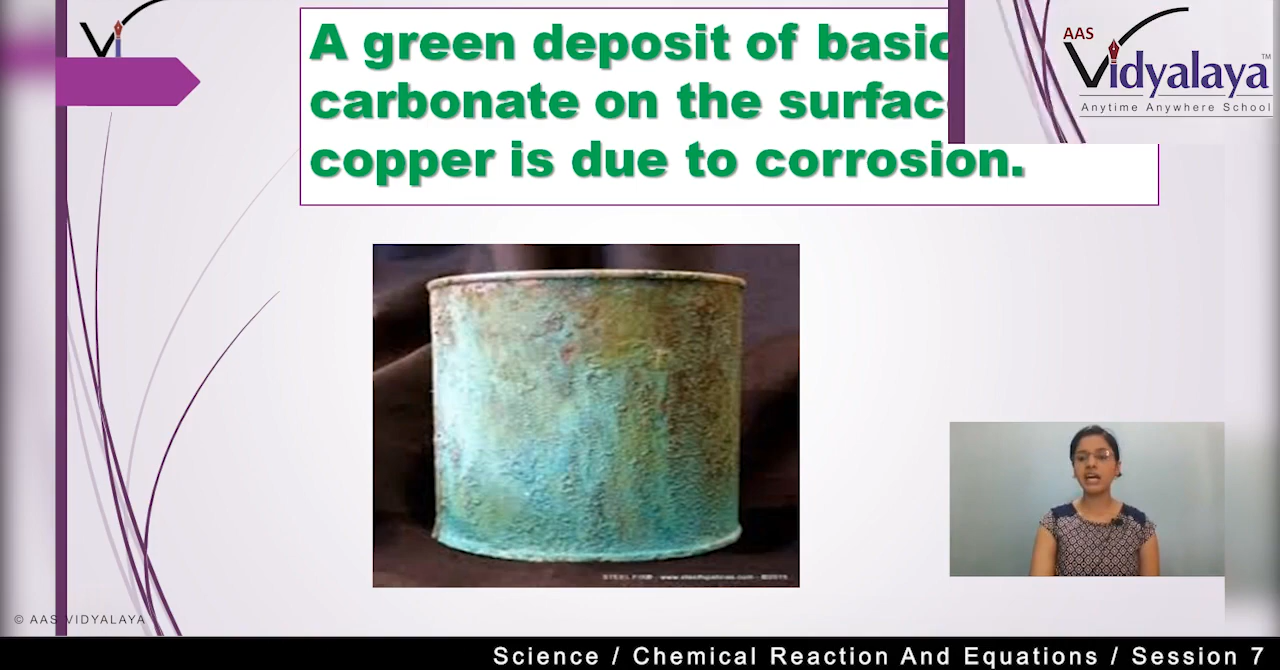 A green deposit of basic
carbonate on the surfac
copper is due to corrosion.
AAS
Vidyalaya
TM
Anytime Anywhere School
© AAS VIDYALAYA
Science / Chemical Reaction And Equations / Session 7